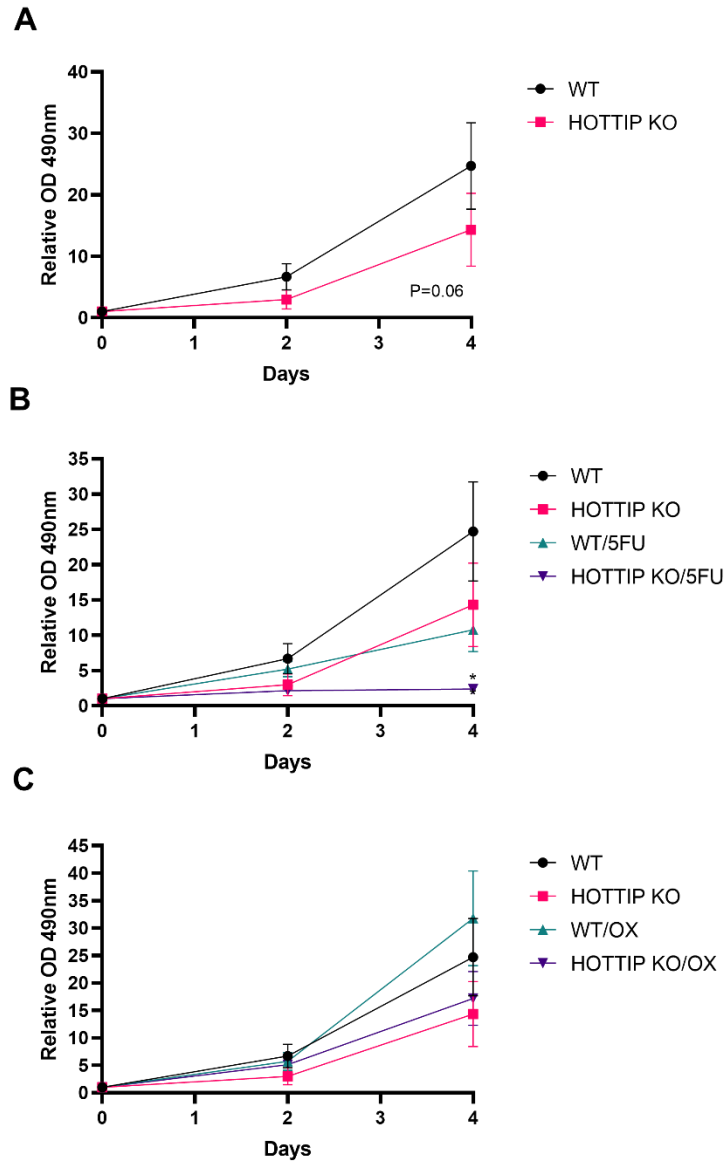 A
Relative OD 490nm
40
30
20
10
0
0 1 2 3 4
Days
P=0.06
WT
HOTTIP KO
B
Relative OD 490nm
35
30
25
20
15
10
5
0
0 1 2 3 4
Days
*
*
WT
HOTTIP KO
WT/5FU
HOTTIP KO/5FU
C
Relative OD 490nm
45
40
35
30
25
20
15
10
5
0
0 1 2 3 4
Days
WT
HOTTIP KO
WT/OX
HOTTIP KO/OX